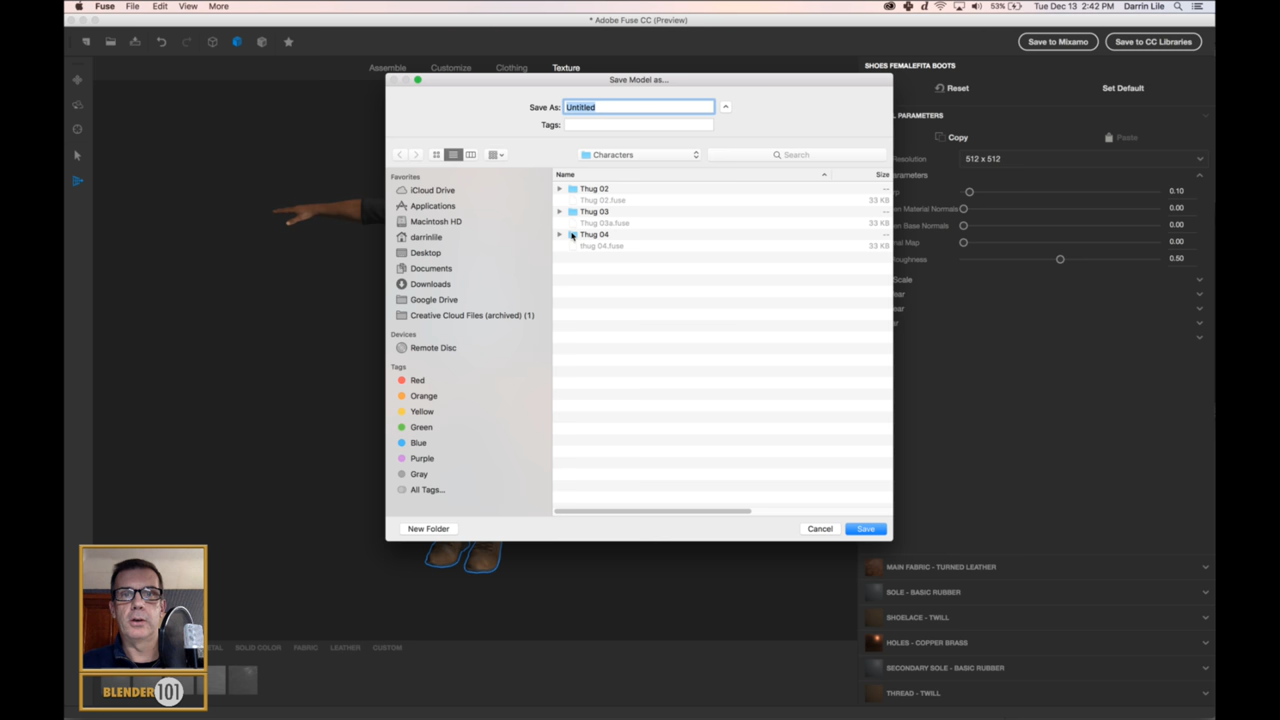 Fuse File Edit View More
53% Tue Dec 13 2:42 PM Darrin Lile
* Adobe Fuse CC (Preview)
Save to Mixamo Save to CC Libraries
Assemble Customize Clothing Texture
SHOES FEMALEFITA BOOTS
Reset Set Default
PARAMETERS
Copy Paste
Resolution 512 x 512
0.10
Material Normals 0.00
Base Normals 0.00
0.00
0.50
Scale
Save Model as...
Save As: Untitled
Tags:
Characters Search
Favorites
iCloud Drive
Applications
Macintosh HD
darrinlile
Desktop
Documents
Downloads
Google Drive
Creative Cloud Files (archived) (1)
Devices
Remote Disc
Tags
Red
Orange
Yellow
Green
Blue
Purple
Gray
All Tags...
Name Size
Thug 02 --
Thug 02.fuse 33 KB
Thug 03 --
Thug 03a.fuse 33 KB
Thug 04 --
thug 04.fuse 33 KB
New Folder Cancel Save
MAIN FABRIC - TURNED LEATHER
SOLE - BASIC RUBBER
SHOELACE - TWILL
HOLES - COPPER BRASS
SECONDARY SOLE - BASIC RUBBER
THREAD - TWILL
SOLID COLOR FABRIC LEATHER CUSTOM
BLENDER 101